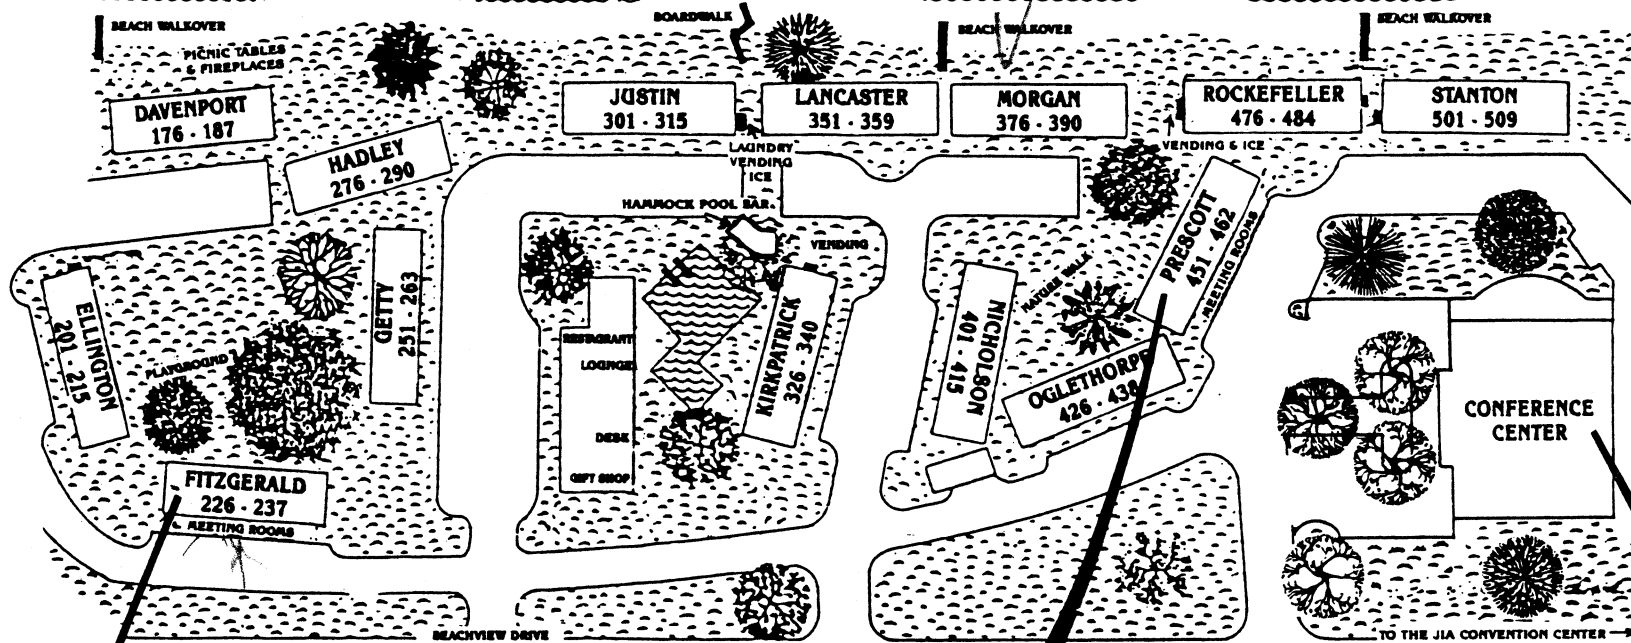 BEACH WALKOVER
BOARDWALK
BEACH WALKOVER
BEACH WALKOVER
PICNIC TABLES
& FIREPLACES
DAVENPORT
176 - 187
HADLEY
276 - 290
JUSTIN
301 - 315
LANCASTER
351 - 359
MORGAN
376 - 390
ROCKEFELLER
476 - 484
STANTON
501 - 509
LAUNDRY
VENDING
ICE
VENDING & ICE
HAMMOCK POOL BAR
VENDING
ELLINGTON
201 - 215
PLAYGROUND
GETTY
251 - 263
FITZGERALD
226 - 237
MEETING ROOMS
RESTAURANT
LOUNGE
DESK
GIFT SHOP
KIRKPATRICK
326 - 340
NICHOLSON
401 - 415
NATURE WALK
OGLETHORPE
426 - 438
PRESCOTT
451 - 462
MEETING ROOMS
CONFERENCE
CENTER
BEACHVIEW DRIVE
TO THE JIA CONVENTION CENTER